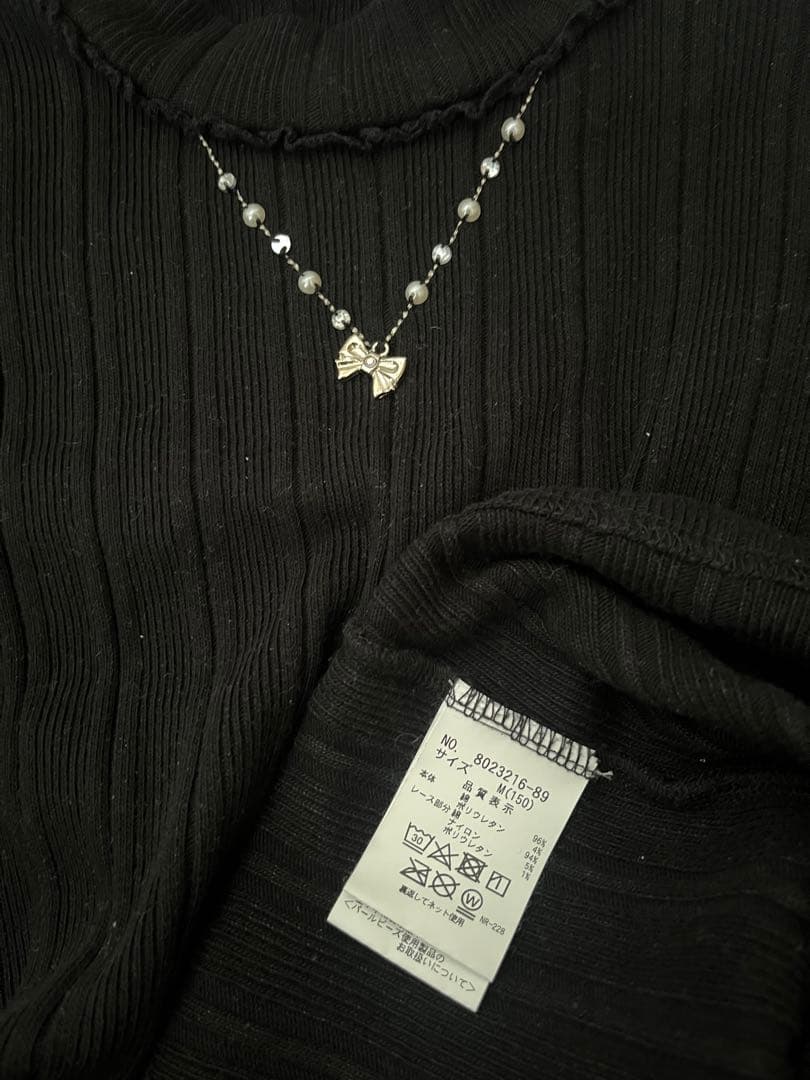 NO. 8023216-89
サイズ M(150)
品質表示
本体 綿 96%
ポリウレタン 4%
レース部分 綿 94%
ナイロン 5%
ポリウレタン 1%
30
W
裏返してネット使用
NR-228
<パールビーズ使用製品の
お取扱いについて>